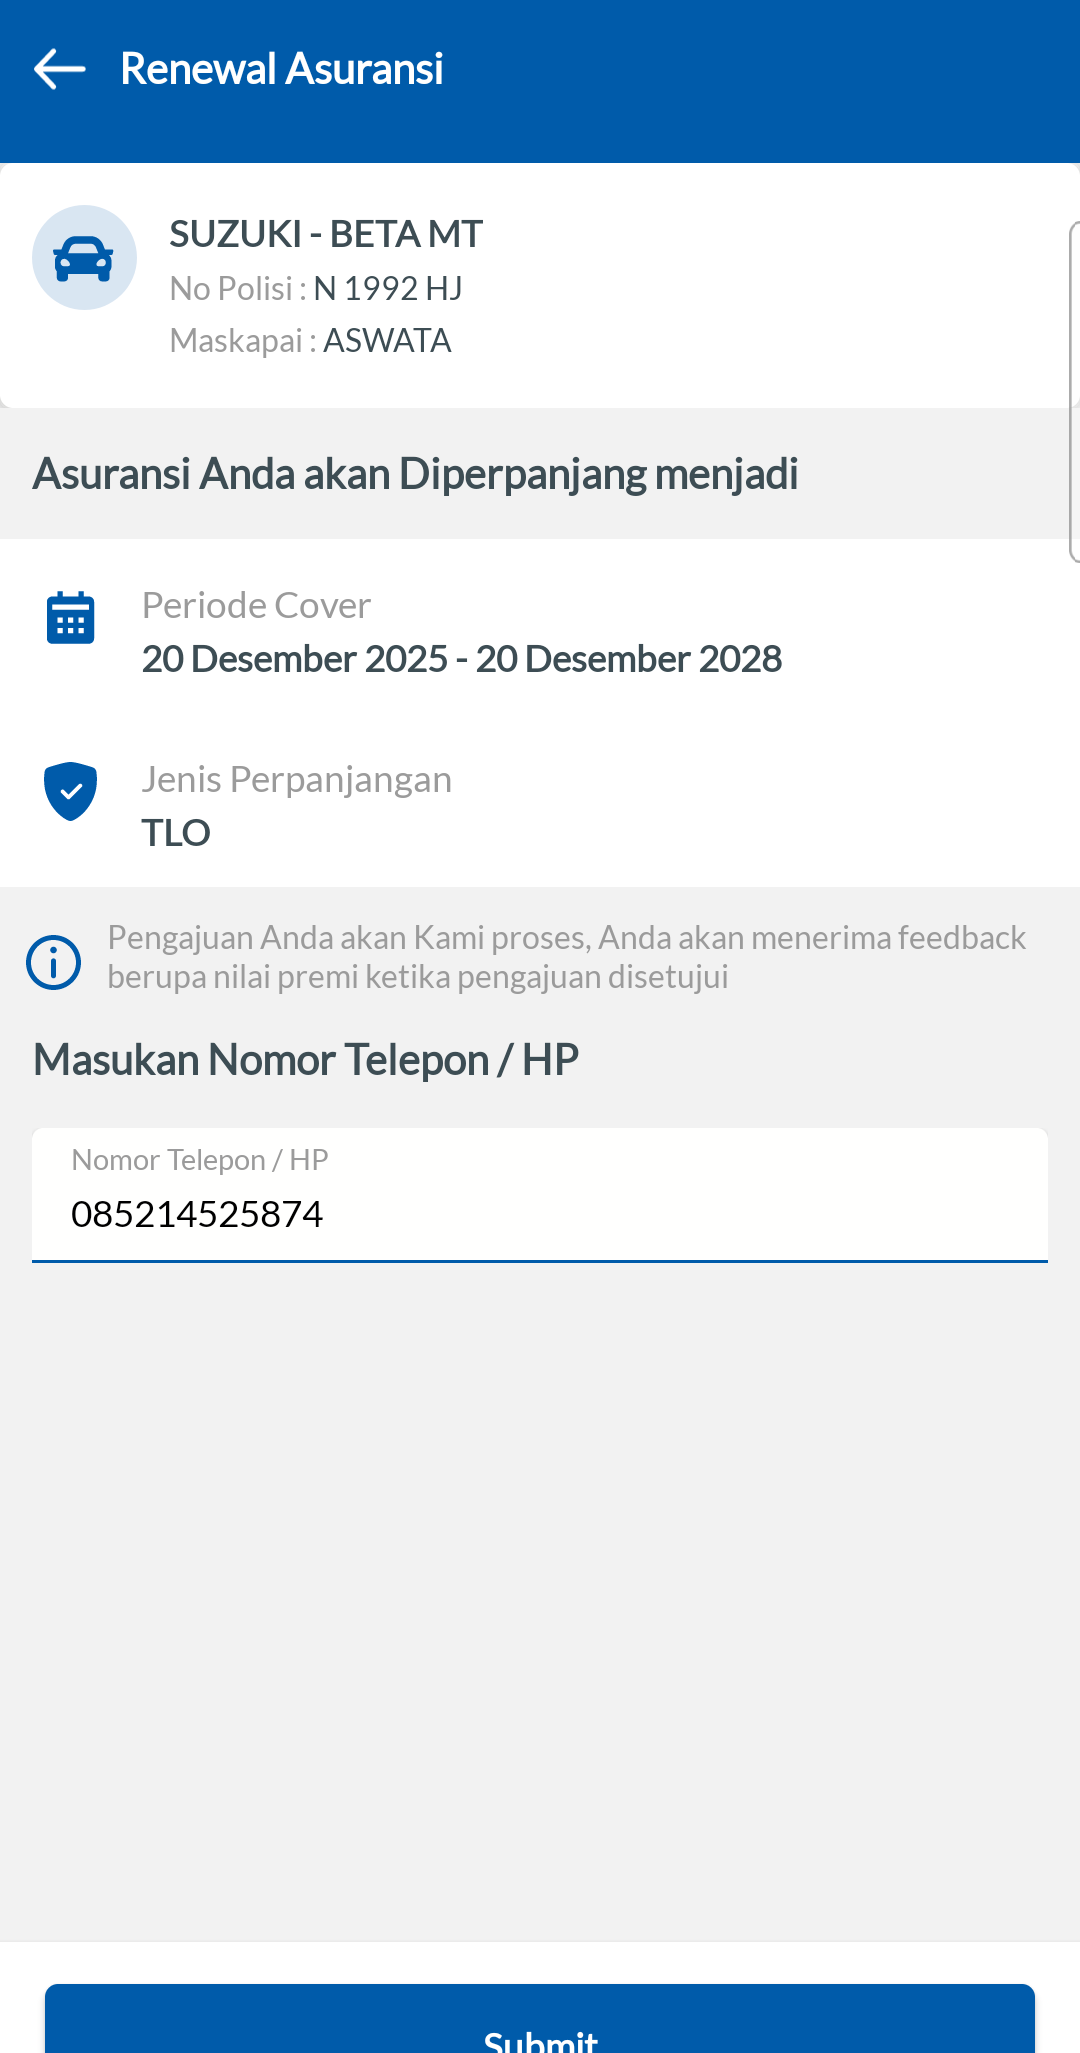 Renewal Asuransi
SUZUKI - BETA MT
No Polisi : N 1992 HJ
Maskapai : ASWATA
Asuransi Anda akan Diperpanjang menjadi
Periode Cover
20 Desember 2025 - 20 Desember 2028
Jenis Perpanjangan
TLO
Pengajuan Anda akan Kami proses, Anda akan menerima feedback
berupa nilai premi ketika pengajuan disetujui
Masukan Nomor Telepon / HP
Nomor Telepon / HP
085214525874
Submit